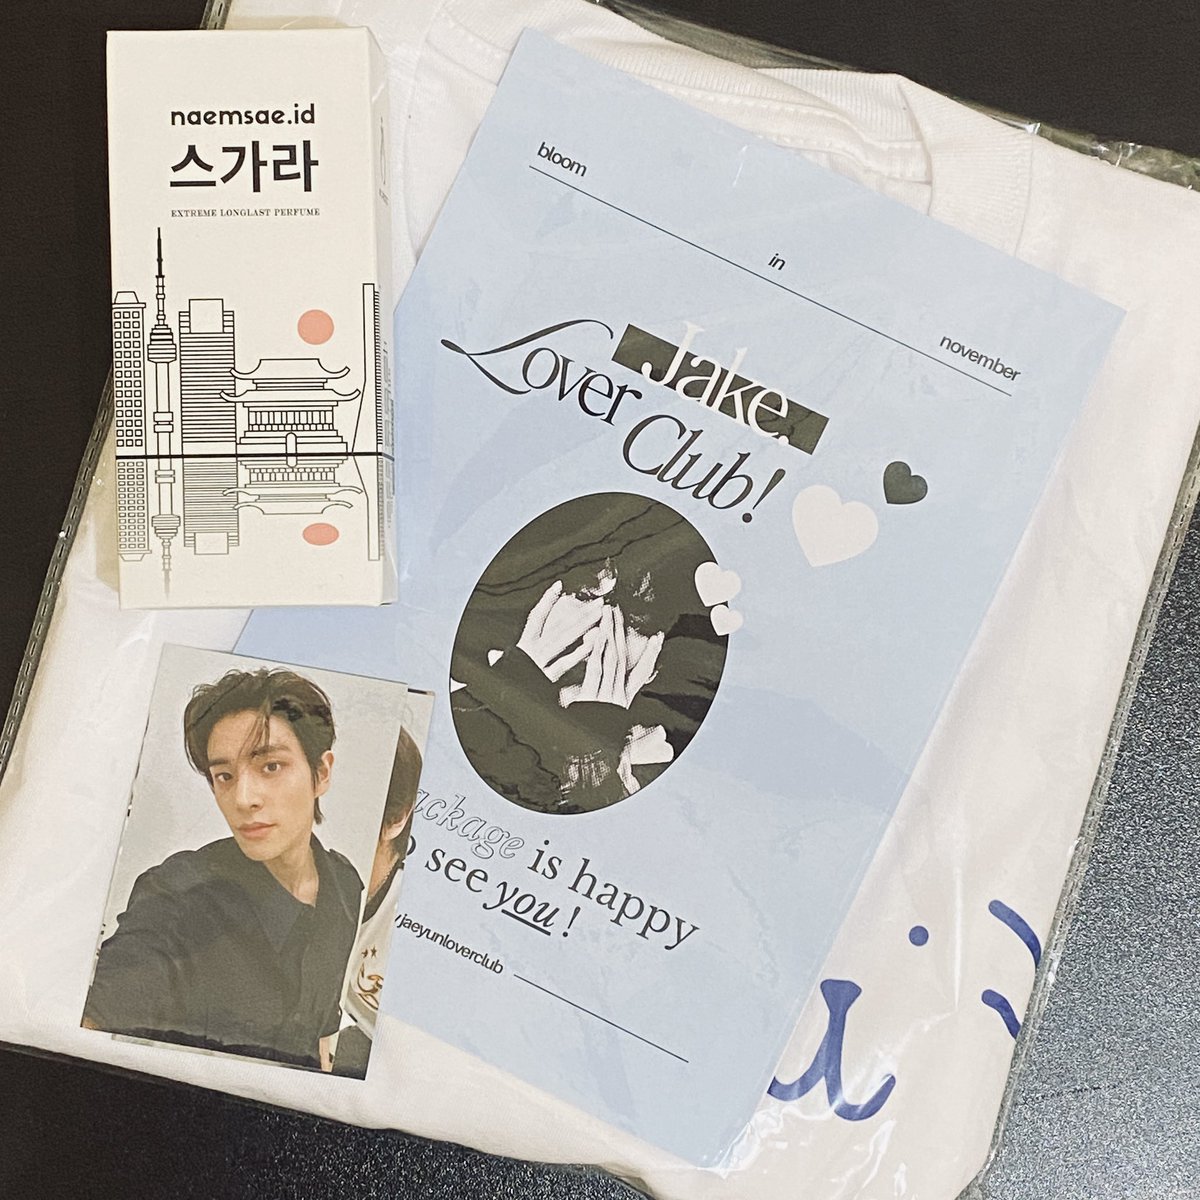 naemsae.id
스가라
EXTREME LONGLAST PERFUME
bloom
in
november
Jake.
Lover Club!
is happy
see you!
jaeyunloverclub